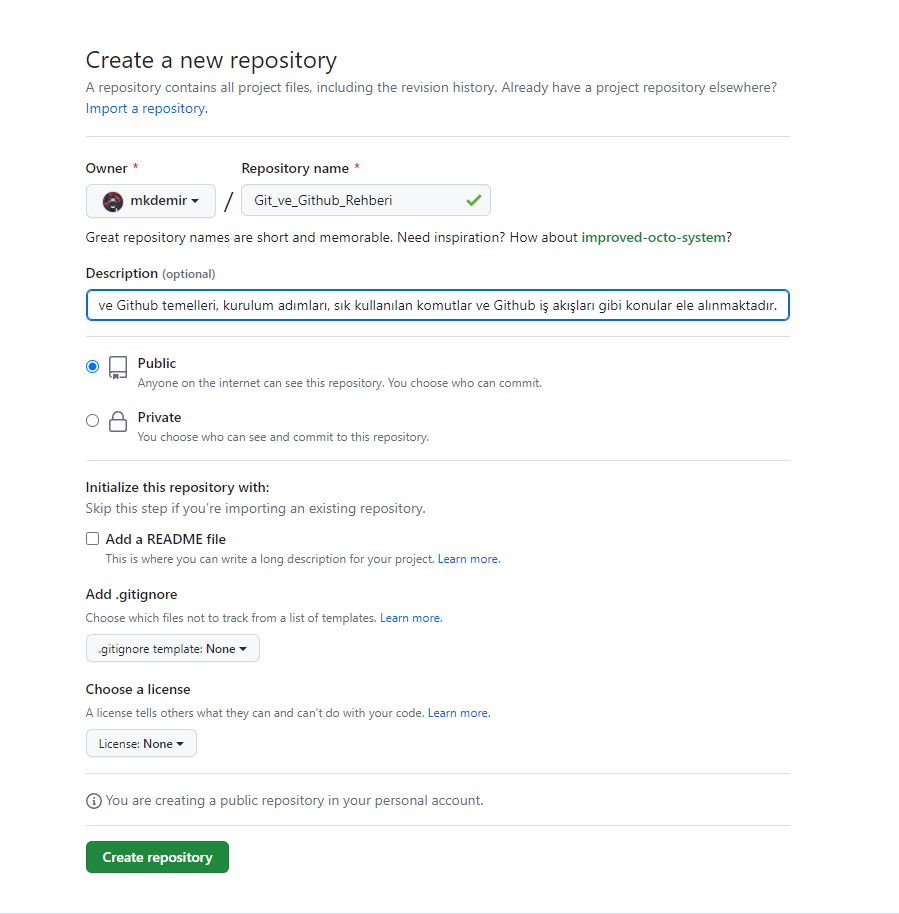 Create a new repository
A repository contains all project files, including the revision history. Already have a project repository elsewhere?
Import a repository.
Owner * Repository name *
mkdemir / Git_ve_Github_Rehberi
Great repository names are short and memorable. Need inspiration? How about improved-octo-system?
Description (optional)
ve Github temelleri, kurulum adımları, sık kullanılan komutlar ve Github iş akışları gibi konular ele alınmaktadır.
Public
Anyone on the internet can see this repository. You choose who can commit.
Private
You choose who can see and commit to this repository.
Initialize this repository with:
Skip this step if you're importing an existing repository.
Add a README file
This is where you can write a long description for your project. Learn more.
Add .gitignore
Choose which files not to track from a list of templates. Learn more.
.gitignore template: None
Choose a license
A license tells others what they can and can't do with your code. Learn more.
License: None
You are creating a public repository in your personal account.
Create repository